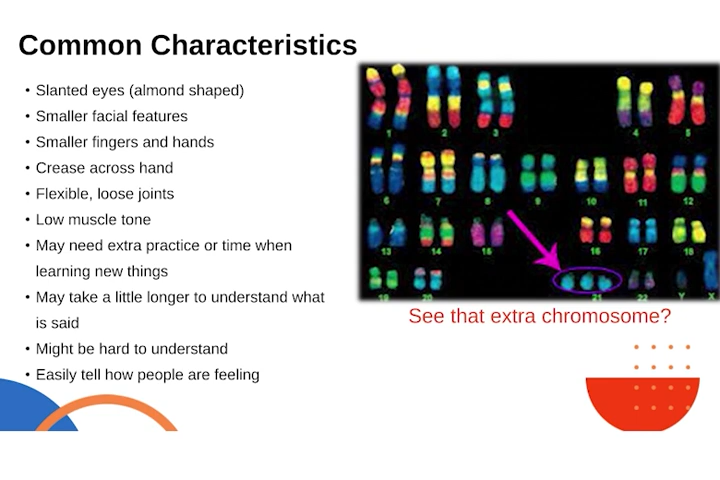 Common Characteristics
• Slanted eyes (almond shaped)
• Smaller facial features
• Smaller fingers and hands
• Crease across hand
• Flexible, loose joints
• Low muscle tone
• May need extra practice or time when
learning new things
• May take a little longer to understand what
is said
• Might be hard to understand
• Easily tell how people are feeling
1 2 3 4 5
6 7 8 9 10 11 12
13 14 15 16 17 18
19 20 21 22 Y X
See that extra chromosome?